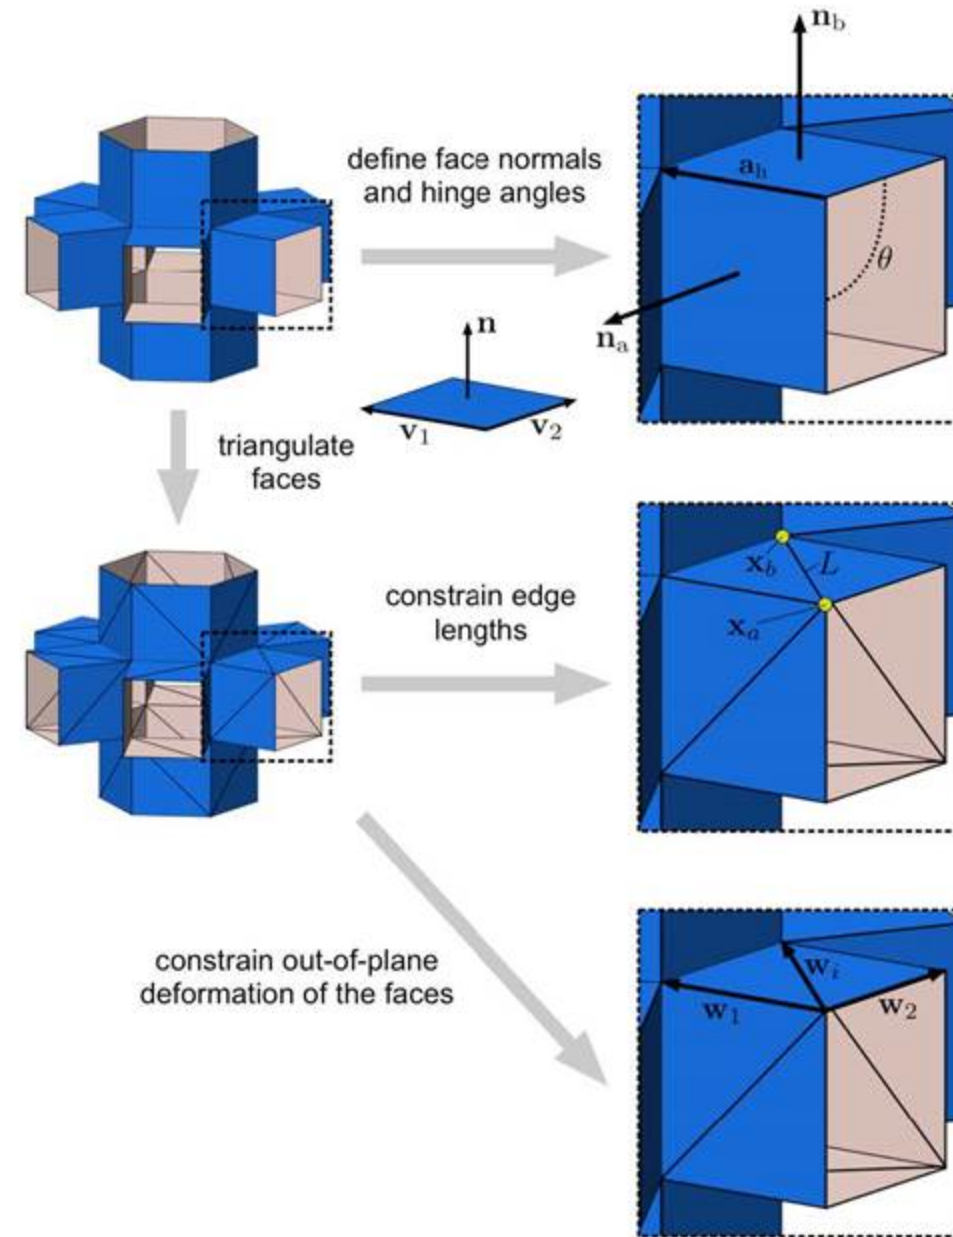 n_b
define face normals
and hinge angles
a_h
θ
n_a
n
v_1
v_2
triangulate
faces
x_b
L
x_a
constrain edge
lengths
w_i
w_1
w_2
constrain out-of-plane
deformation of the faces